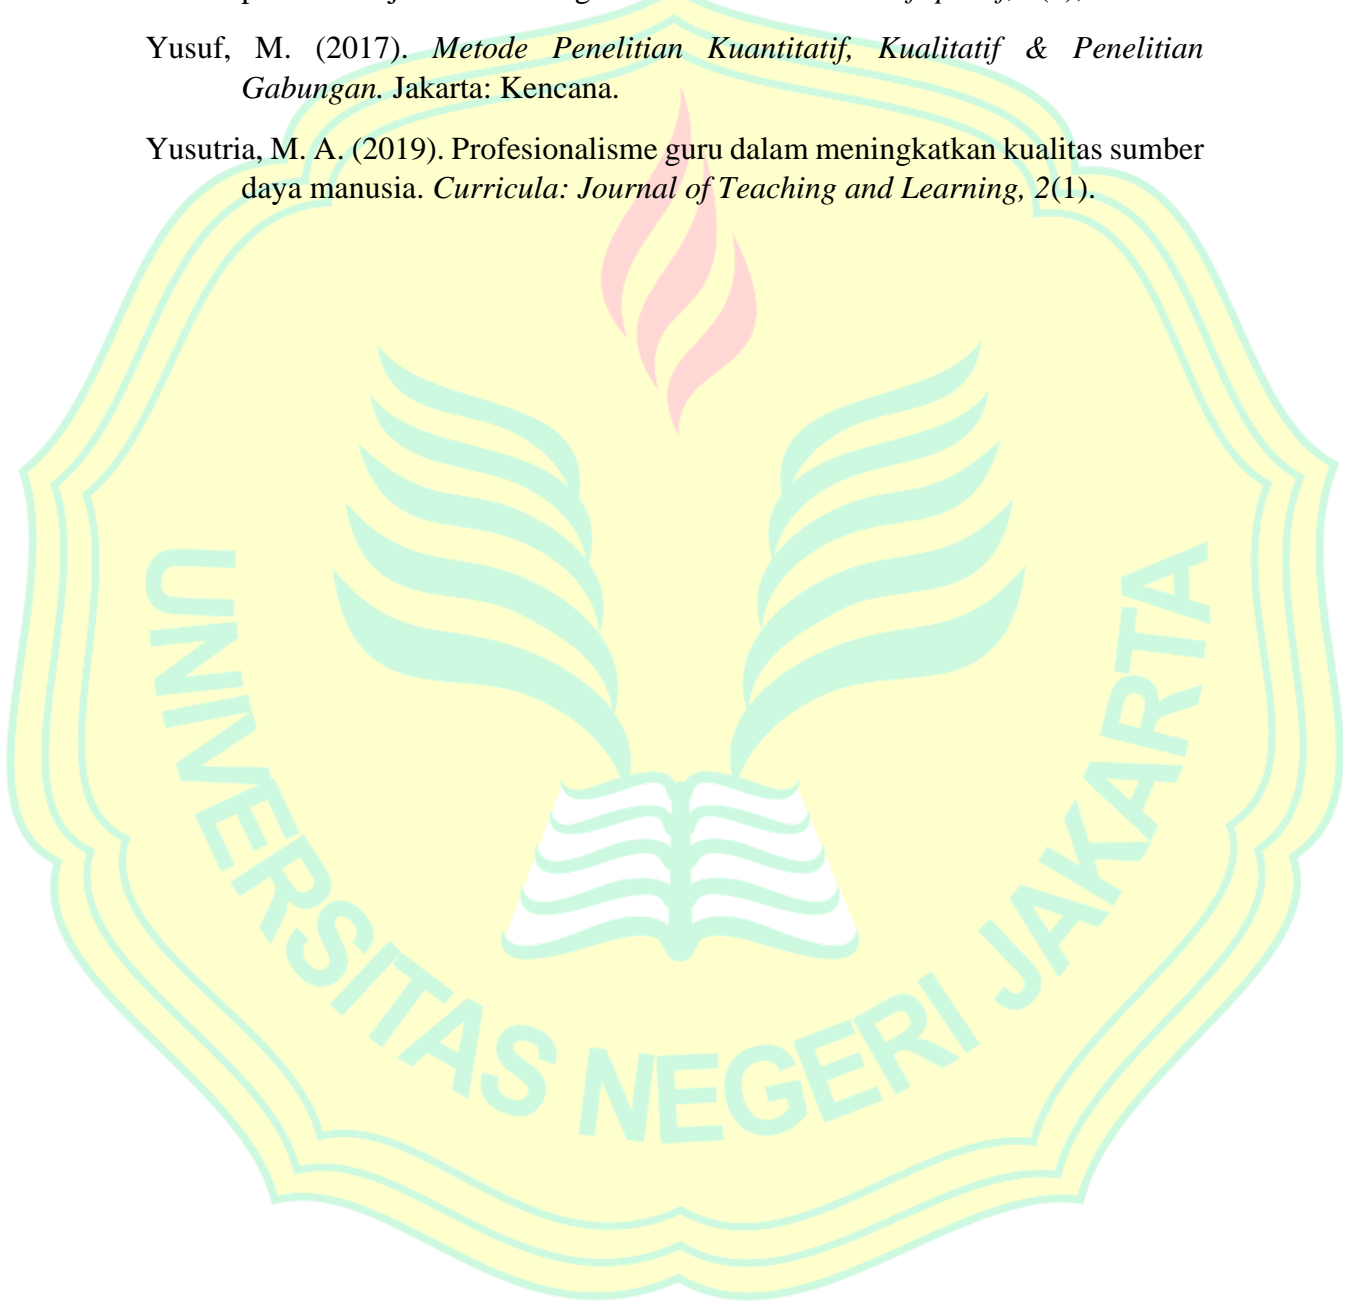 Yusuf, M. (2017). Metode Penelitian Kuantitatif, Kualitatif & Penelitian
Gabungan. Jakarta: Kencana.
Yusutria, M. A. (2019). Profesionalisme guru dalam meningkatkan kualitas sumber
daya manusia. Curricula: Journal of Teaching and Learning, 2(1).
UNIVERSITAS NEGERI JAKARTA